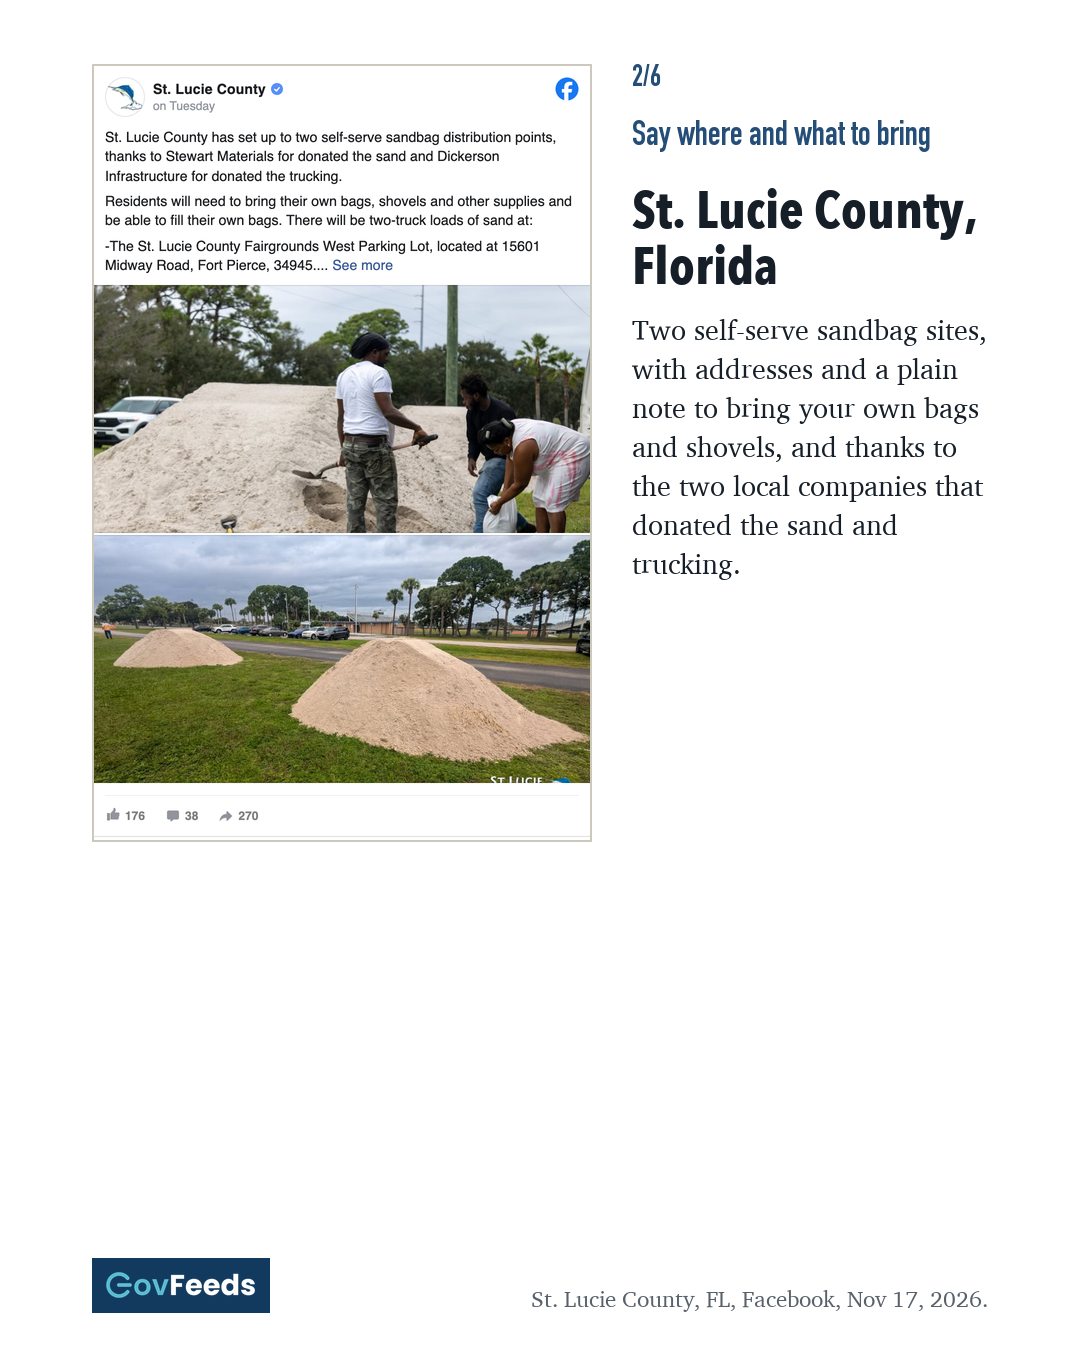 St. Lucie County
on Tuesday
St. Lucie County has set up to two self-serve sandbag distribution points,
thanks to Stewart Materials for donated the sand and Dickerson
Infrastructure for donated the trucking.
Residents will need to bring their own bags, shovels and other supplies and
be able to fill their own bags. There will be two-truck loads of sand at:
-The St. Lucie County Fairgrounds West Parking Lot, located at 15601
Midway Road, Fort Pierce, 34945.... See more
ST. LUCIE
176 38 270
2/6
Say where and what to bring
St. Lucie County,
Florida
Two self-serve sandbag sites,
with addresses and a plain
note to bring your own bags
and shovels, and thanks to
the two local companies that
donated the sand and
trucking.
GovFeeds
St. Lucie County, FL, Facebook, Nov 17, 2026.